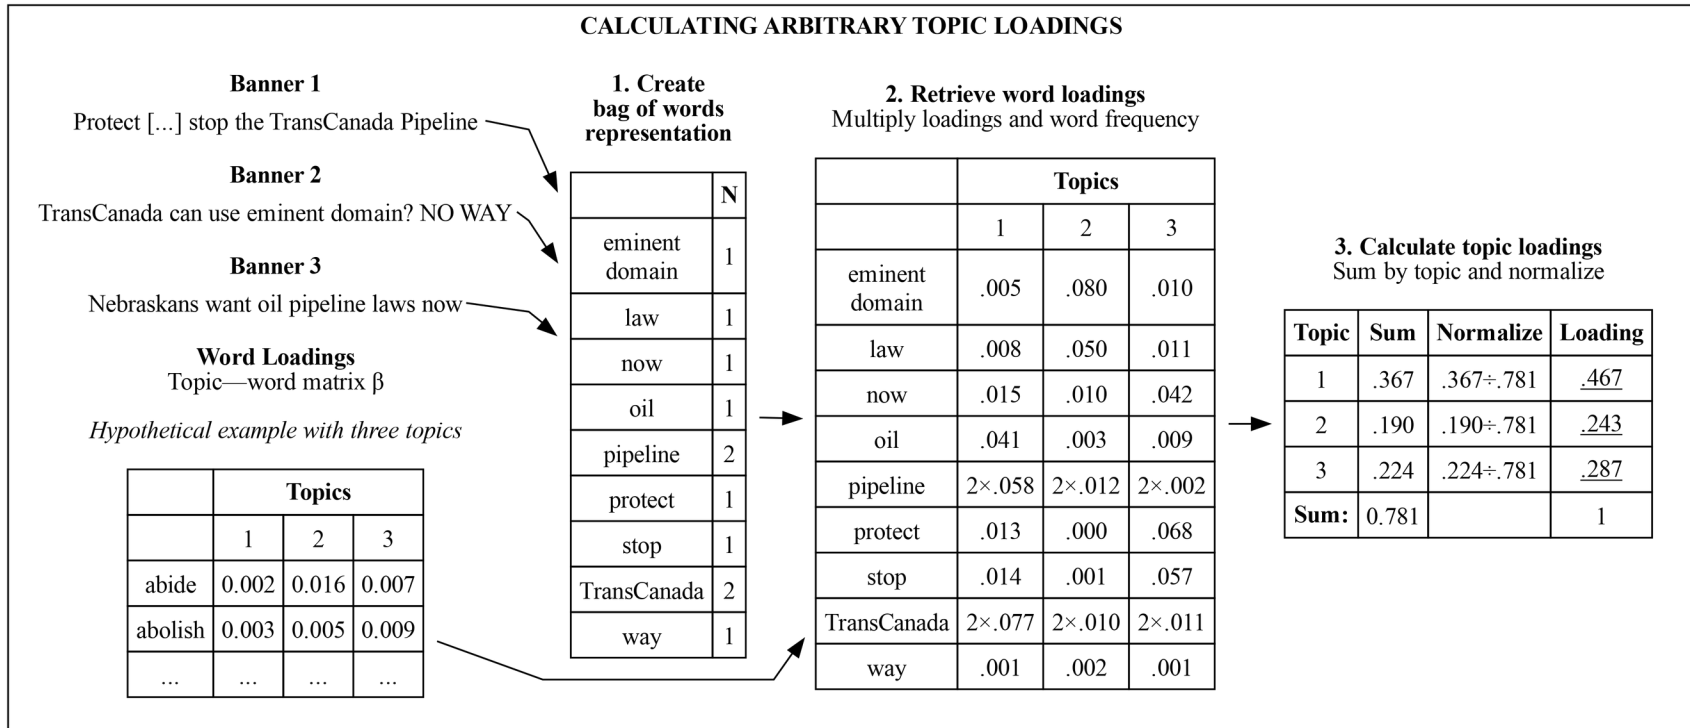 CALCULATING ARBITRARY TOPIC LOADINGS
Banner 1
Protect [...] stop the TransCanada Pipeline
Banner 2
TransCanada can use eminent domain? NO WAY
Banner 3
Nebraskans want oil pipeline laws now
Word Loadings
Topic—word matrix β
Hypothetical example with three topics
Topics
1 2 3
abide 0.002 0.016 0.007
abolish 0.003 0.005 0.009
... ... ... ...
1. Create
bag of words
representation
N
eminent
domain 1
law 1
now 1
oil 1
pipeline 2
protect 1
stop 1
TransCanada 2
way 1
2. Retrieve word loadings
Multiply loadings and word frequency
Topics
1 2 3
eminent
domain .005 .080 .010
law .008 .050 .011
now .015 .010 .042
oil .041 .003 .009
pipeline 2×.058 2×.012 2×.002
protect .013 .000 .068
stop .014 .001 .057
TransCanada 2×.077 2×.010 2×.011
way .001 .002 .001
3. Calculate topic loadings
Sum by topic and normalize
Topic Sum Normalize Loading
1 .367 .367÷.781 .467
2 .190 .190÷.781 .243
3 .224 .224÷.781 .287
Sum: 0.781 1